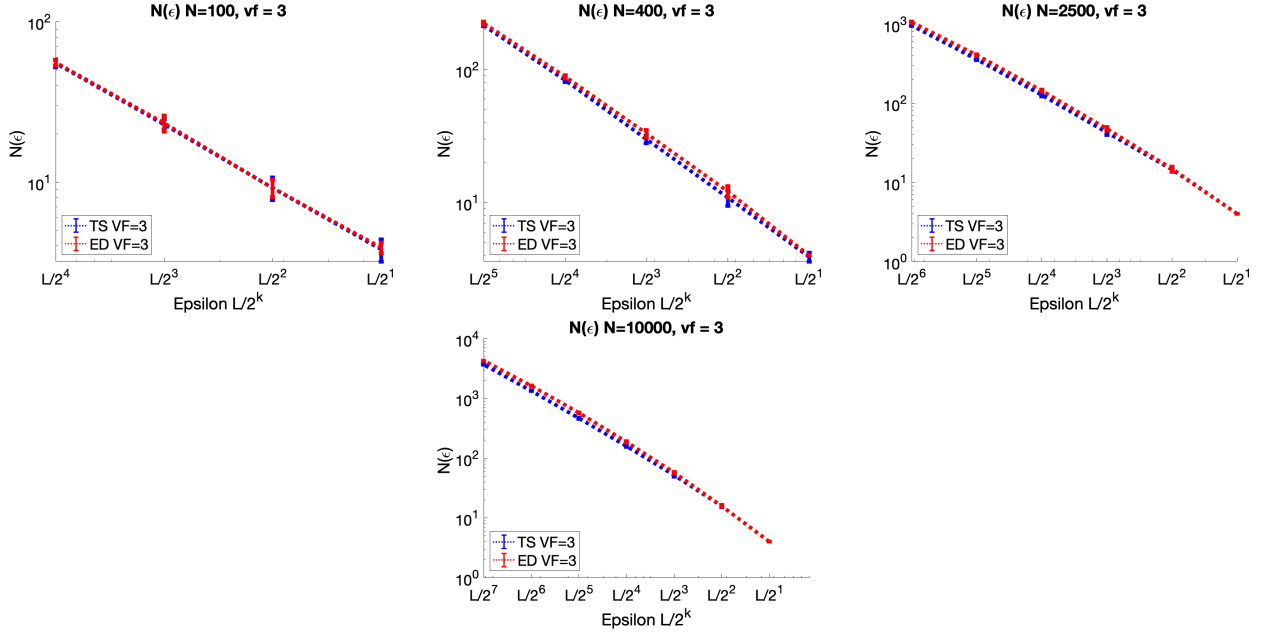 N(ϵ) N=100, vf = 3
10²
10¹
N(ϵ)
TS VF=3
ED VF=3
L/2⁴ L/2³ L/2² L/2¹
Epsilon L/2ᵏ
N(ϵ) N=400, vf = 3
10²
10¹
N(ϵ)
TS VF=3
ED VF=3
L/2⁵ L/2⁴ L/2³ L/2² L/2¹
Epsilon L/2ᵏ
N(ϵ) N=2500, vf = 3
10³
10²
10¹
10⁰
N(ϵ)
TS VF=3
ED VF=3
L/2⁶ L/2⁵ L/2⁴ L/2³ L/2² L/2¹
Epsilon L/2ᵏ
N(ϵ) N=10000, vf = 3
10⁴
10³
10²
10¹
10⁰
N(ϵ)
TS VF=3
ED VF=3
L/2⁷ L/2⁶ L/2⁵ L/2⁴ L/2³ L/2² L/2¹
Epsilon L/2ᵏ